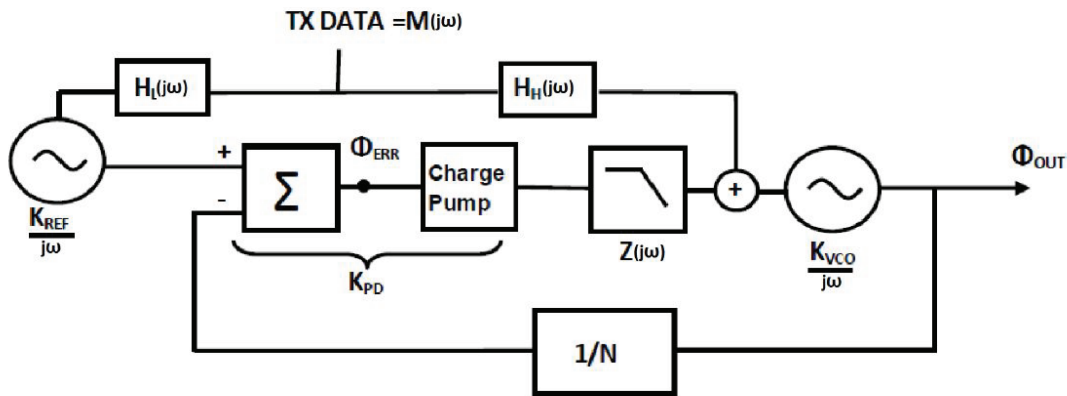 TX DATA =M(jω)
H_L(jω)
H_H(jω)
+
Φ_ERR
Charge
Pump
Φ_OUT
Σ
+
-
K_REF
jω
K_PD
Z(jω)
K_VCO
jω
1/N